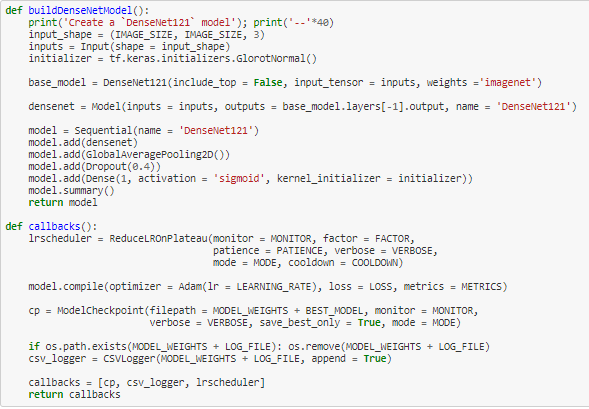 def buildDenseNetModel():
    print('Create a `DenseNet121` model'); print('--'*40)
    input_shape = (IMAGE_SIZE, IMAGE_SIZE, 3)
    inputs = Input(shape = input_shape)
    initializer = tf.keras.initializers.GlorotNormal()
    base_model = DenseNet121(include_top = False, input_tensor = inputs, weights ='imagenet')
    densenet = Model(inputs = inputs, outputs = base_model.layers[-1].output, name = 'DenseNet121')
    model = Sequential(name = 'DenseNet121')
    model.add(densenet)
    model.add(GlobalAveragePooling2D())
    model.add(Dropout(0.4))
    model.add(Dense(1, activation = 'sigmoid', kernel_initializer = initializer))
    model.summary()
    return model
def callbacks():
    lrscheduler = ReduceLROnPlateau(monitor = MONITOR, factor = FACTOR,
                                    patience = PATIENCE, verbose = VERBOSE,
                                    mode = MODE, cooldown = COOLDOWN)
    model.compile(optimizer = Adam(lr = LEARNING_RATE), loss = LOSS, metrics = METRICS)
    cp = ModelCheckpoint(filepath = MODEL_WEIGHTS + BEST_MODEL, monitor = MONITOR,
                         verbose = VERBOSE, save_best_only = True, mode = MODE)
    if os.path.exists(MODEL_WEIGHTS + LOG_FILE): os.remove(MODEL_WEIGHTS + LOG_FILE)
    csv_logger = CSVLogger(MODEL_WEIGHTS + LOG_FILE, append = True)
    callbacks = [cp, csv_logger, lrscheduler]
    return callbacks